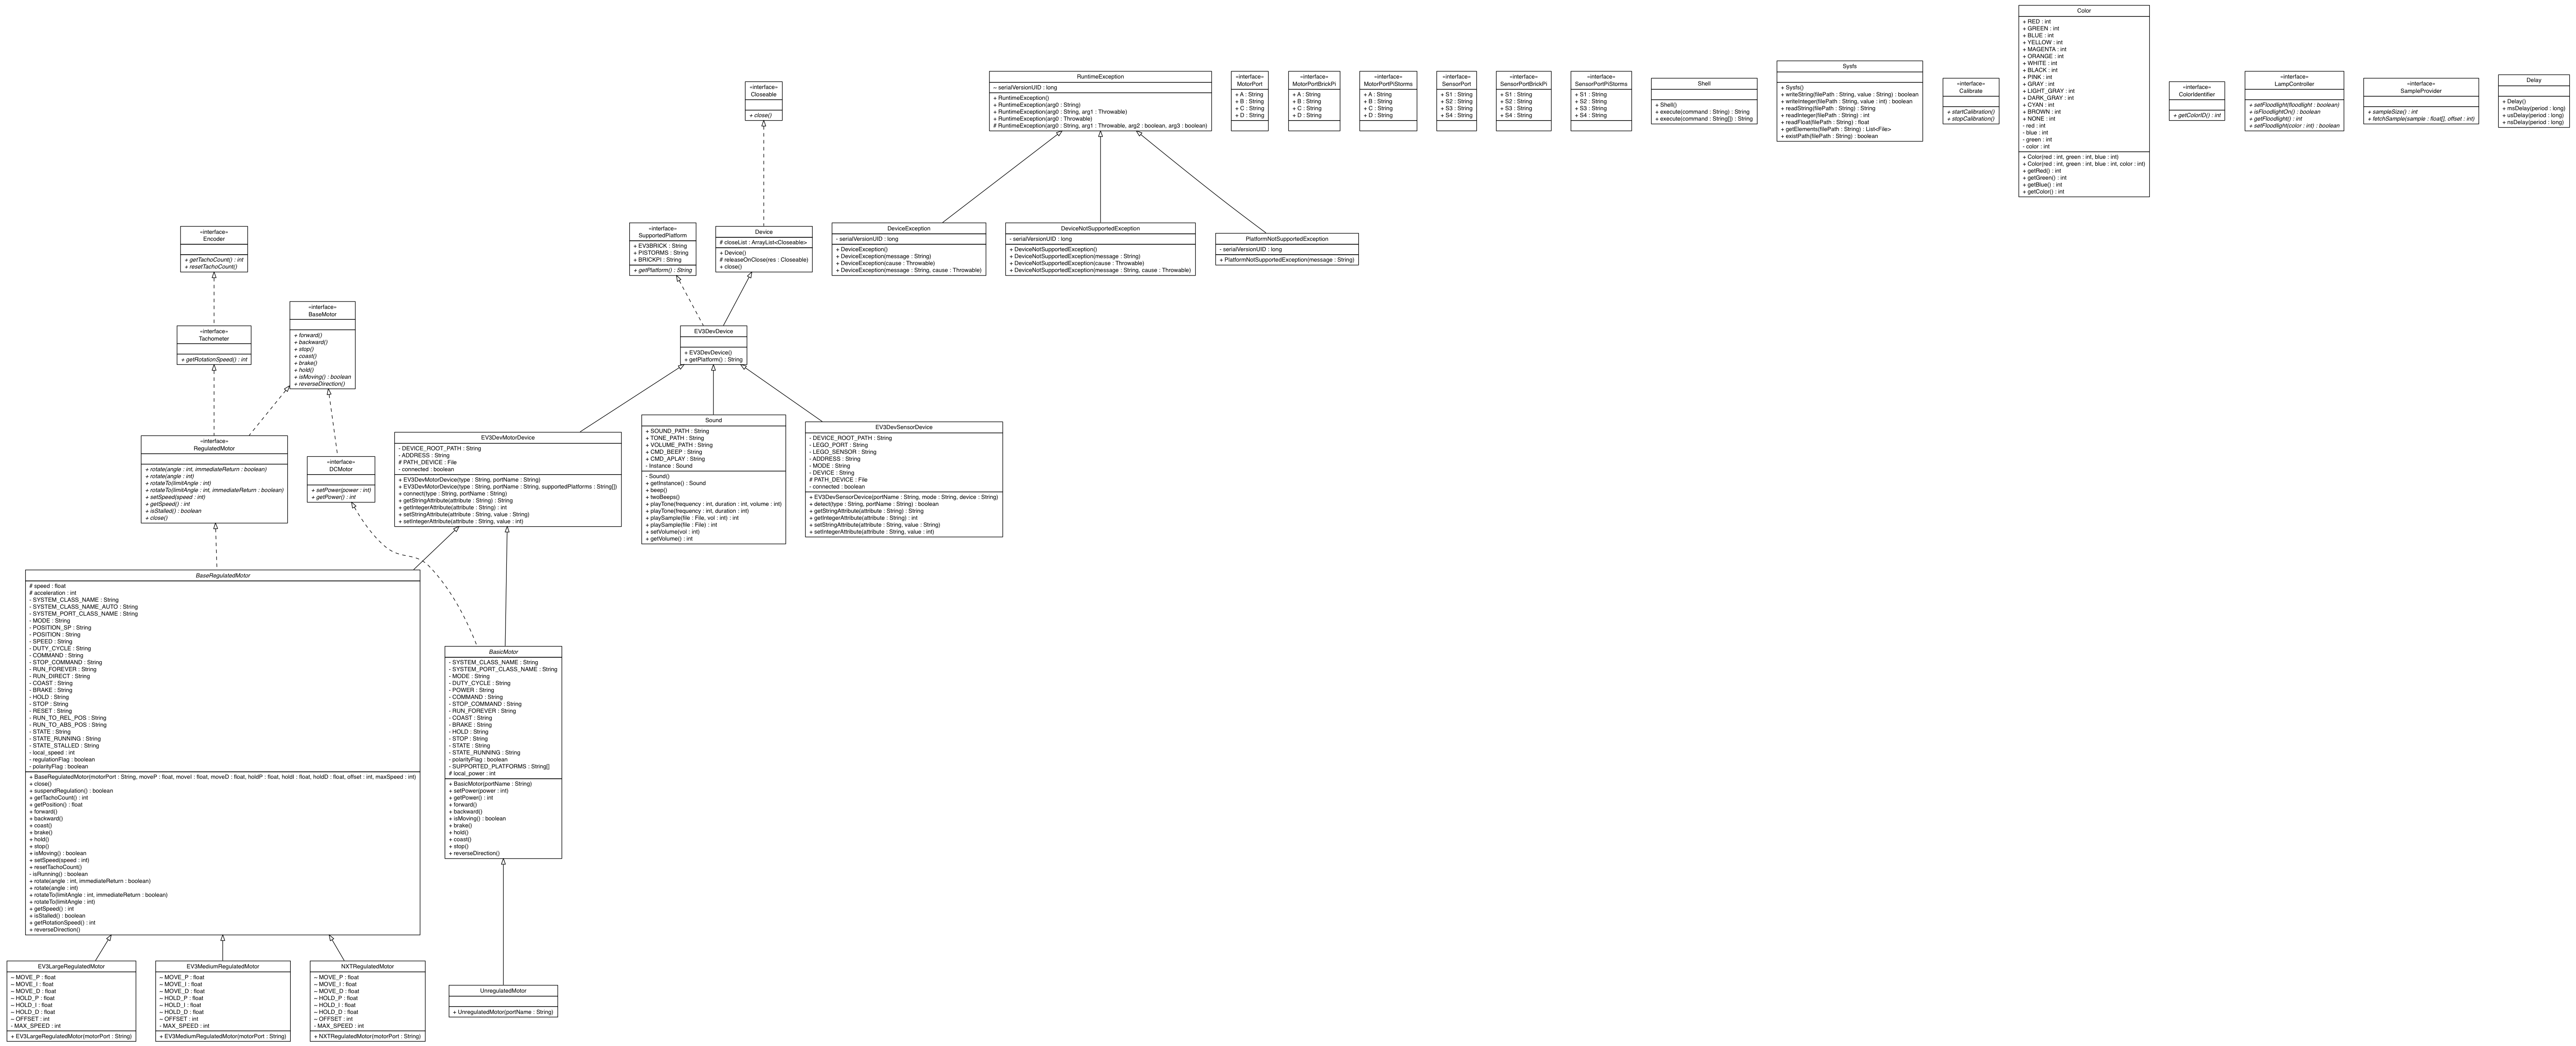 «interface»
Encoder
+ getTachoCount() : int
+ resetTachoCount()
«interface»
Tachometer
+ getRotationSpeed() : int
«interface»
BaseMotor
+ forward()
+ backward()
+ stop()
+ coast()
+ brake()
+ hold()
+ isMoving() : boolean
+ reverseDirection()
«interface»
RegulatedMotor
+ rotate(angle : int, immediateReturn : boolean)
+ rotate(angle : int)
+ rotateTo(limitAngle : int)
+ rotateTo(limitAngle : int, immediateReturn : boolean)
+ setSpeed(speed : int)
+ getSpeed() : int
+ isStalled() : boolean
+ close()
«interface»
DCMotor
+ setPower(power : int)
+ getPower() : int
BaseRegulatedMotor
# speed : float
# acceleration : int
- SYSTEM_CLASS_NAME : String
- SYSTEM_CLASS_NAME_AUTO : String
- SYSTEM_PORT_CLASS_NAME : String
- MODE : String
- POSITION_SP : String
- POSITION : String
- SPEED : String
- DUTY_CYCLE : String
- COMMAND : String
- STOP_COMMAND : String
- RUN_FOREVER : String
- RUN_DIRECT : String
- COAST : String
- BRAKE : String
- HOLD : String
- STOP : String
- RESET : String
- RUN_TO_REL_POS : String
- RUN_TO_ABS_POS : String
- STATE : String
- STATE_RUNNING : String
- STATE_STALLED : String
- local_speed : int
- regulationFlag : boolean
- polarityFlag : boolean
+ BaseRegulatedMotor(motorPort : String, moveP : float, moveI : float, moveD : float, holdP : float, holdI : float, holdD : float, offset : int, maxSpeed : int)
+ close()
+ suspendRegulation() : boolean
+ getTachoCount() : int
+ getPosition() : float
+ forward()
+ backward()
+ coast()
+ brake()
+ hold()
+ stop()
+ isMoving() : boolean
+ setSpeed(speed : int)
+ resetTachoCount()
- isRunning() : boolean
+ rotate(angle : int, immediateReturn : boolean)
+ rotate(angle : int)
+ rotateTo(limitAngle : int, immediateReturn : boolean)
+ rotateTo(limitAngle : int)
+ getSpeed() : int
+ isStalled() : boolean
+ getRotationSpeed() : int
+ reverseDirection()
EV3LargeRegulatedMotor
~ MOVE_P : float
~ MOVE_I : float
~ MOVE_D : float
~ HOLD_P : float
~ HOLD_I : float
~ HOLD_D : float
~ OFFSET : int
- MAX_SPEED : int
+ EV3LargeRegulatedMotor(motorPort : String)
EV3MediumRegulatedMotor
~ MOVE_P : float
~ MOVE_I : float
~ MOVE_D : float
~ HOLD_P : float
~ HOLD_I : float
~ HOLD_D : float
~ OFFSET : int
- MAX_SPEED : int
+ EV3MediumRegulatedMotor(motorPort : String)
NXTRegulatedMotor
~ MOVE_P : float
~ MOVE_I : float
~ MOVE_D : float
~ HOLD_P : float
~ HOLD_I : float
~ HOLD_D : float
~ OFFSET : int
- MAX_SPEED : int
+ NXTRegulatedMotor(motorPort : String)
«interface»
Closeable
+ close()
«interface»
SupportedPlatform
+ EV3BRICK : String
+ PISTORMS : String
+ BRICKPI : String
+ getPlatform() : String
Device
# closeList : ArrayList<Closeable>
+ Device()
# releaseOnClose(res : Closeable)
+ close()
EV3DevDevice
+ EV3DevDevice()
+ getPlatform() : String
EV3DevMotorDevice
- DEVICE_ROOT_PATH : String
- ADDRESS : String
# PATH_DEVICE : File
- connected : boolean
+ EV3DevMotorDevice(type : String, portName : String)
+ EV3DevMotorDevice(type : String, portName : String, supportedPlatforms : String[])
+ connect(type : String, portName : String)
+ getStringAttribute(attribute : String) : String
+ getIntegerAttribute(attribute : String) : int
+ setStringAttribute(attribute : String, value : String)
+ setIntegerAttribute(attribute : String, value : int)
Sound
+ SOUND_PATH : String
+ TONE_PATH : String
+ VOLUME_PATH : String
+ CMD_BEEP : String
+ CMD_APLAY : String
- Instance : Sound
- Sound()
+ getInstance() : Sound
+ beep()
+ twoBeeps()
+ playTone(frequency : int, duration : int, volume : int)
+ playTone(frequency : int, duration : int)
+ playSample(file : File, vol : int) : int
+ playSample(file : File) : int
+ setVolume(vol : int)
+ getVolume() : int
EV3DevSensorDevice
- DEVICE_ROOT_PATH : String
- LEGO_PORT : String
- LEGO_SENSOR : String
- ADDRESS : String
- MODE : String
- DEVICE : String
# PATH_DEVICE : File
- connected : boolean
+ EV3DevSensorDevice(portName : String, mode : String, device : String)
+ detect(type : String, portName : String) : boolean
+ getStringAttribute(attribute : String) : String
+ getIntegerAttribute(attribute : String) : int
+ setStringAttribute(attribute : String, value : String)
+ setIntegerAttribute(attribute : String, value : int)
BasicMotor
- SYSTEM_CLASS_NAME : String
- SYSTEM_PORT_CLASS_NAME : String
- MODE : String
- DUTY_CYCLE : String
- POWER : String
- COMMAND : String
- STOP_COMMAND : String
- RUN_FOREVER : String
- COAST : String
- BRAKE : String
- HOLD : String
- STOP : String
- STATE : String
- STATE_RUNNING : String
- polarityFlag : boolean
- SUPPORTED_PLATFORMS : String[]
# local_power : int
+ BasicMotor(portName : String)
+ setPower(power : int)
+ getPower() : int
+ forward()
+ backward()
+ isMoving() : boolean
+ brake()
+ hold()
+ coast()
+ stop()
+ reverseDirection()
UnregulatedMotor
+ UnregulatedMotor(portName : String)
RuntimeException
~ serialVersionUID : long
+ RuntimeException()
+ RuntimeException(arg0 : String)
+ RuntimeException(arg0 : String, arg1 : Throwable)
+ RuntimeException(arg0 : Throwable)
# RuntimeException(arg0 : String, arg1 : Throwable, arg2 : boolean, arg3 : boolean)
DeviceException
- serialVersionUID : long
+ DeviceException()
+ DeviceException(message : String)
+ DeviceException(cause : Throwable)
+ DeviceException(message : String, cause : Throwable)
DeviceNotSupportedException
- serialVersionUID : long
+ DeviceNotSupportedException()
+ DeviceNotSupportedException(message : String)
+ DeviceNotSupportedException(cause : Throwable)
+ DeviceNotSupportedException(message : String, cause : Throwable)
PlatformNotSupportedException
- serialVersionUID : long
+ PlatformNotSupportedException(message : String)
«interface»
MotorPort
+ A : String
+ B : String
+ C : String
+ D : String
«interface»
MotorPortBrickPi
+ A : String
+ B : String
+ C : String
+ D : String
«interface»
MotorPortPiStorms
+ A : String
+ B : String
+ C : String
+ D : String
«interface»
SensorPort
+ S1 : String
+ S2 : String
+ S3 : String
+ S4 : String
«interface»
SensorPortBrickPi
+ S1 : String
+ S2 : String
+ S3 : String
+ S4 : String
«interface»
SensorPortPiStorms
+ S1 : String
+ S2 : String
+ S3 : String
+ S4 : String
Shell
+ Shell()
+ execute(command : String) : String
+ execute(command : String[]) : String
Sysfs
+ Sysfs()
+ writeString(filePath : String, value : String) : boolean
+ writeInteger(filePath : String, value : int) : boolean
+ readString(filePath : String) : String
+ readInteger(filePath : String) : int
+ readFloat(filePath : String) : float
+ getElements(filePath : String) : List<File>
+ existPath(filePath : String) : boolean
«interface»
Calibrate
+ startCalibration()
+ stopCalibration()
Color
+ RED : int
+ GREEN : int
+ BLUE : int
+ YELLOW : int
+ MAGENTA : int
+ ORANGE : int
+ WHITE : int
+ BLACK : int
+ PINK : int
+ GRAY : int
+ LIGHT_GRAY : int
+ DARK_GRAY : int
+ CYAN : int
+ BROWN : int
+ NONE : int
- red : int
- blue : int
- green : int
- color : int
+ Color(red : int, green : int, blue : int)
+ Color(red : int, green : int, blue : int, color : int)
+ getRed() : int
+ getGreen() : int
+ getBlue() : int
+ getColor() : int
«interface»
ColorIdentifier
+ getColorID() : int
«interface»
LampController
+ setFloodlight(floodlight : boolean)
+ isFloodlightOn() : boolean
+ getFloodlight() : int
+ setFloodlight(color : int) : boolean
«interface»
SampleProvider
+ sampleSize() : int
+ fetchSample(sample : float[], offset : int)
Delay
+ Delay()
+ msDelay(period : long)
+ usDelay(period : long)
+ nsDelay(period : long)